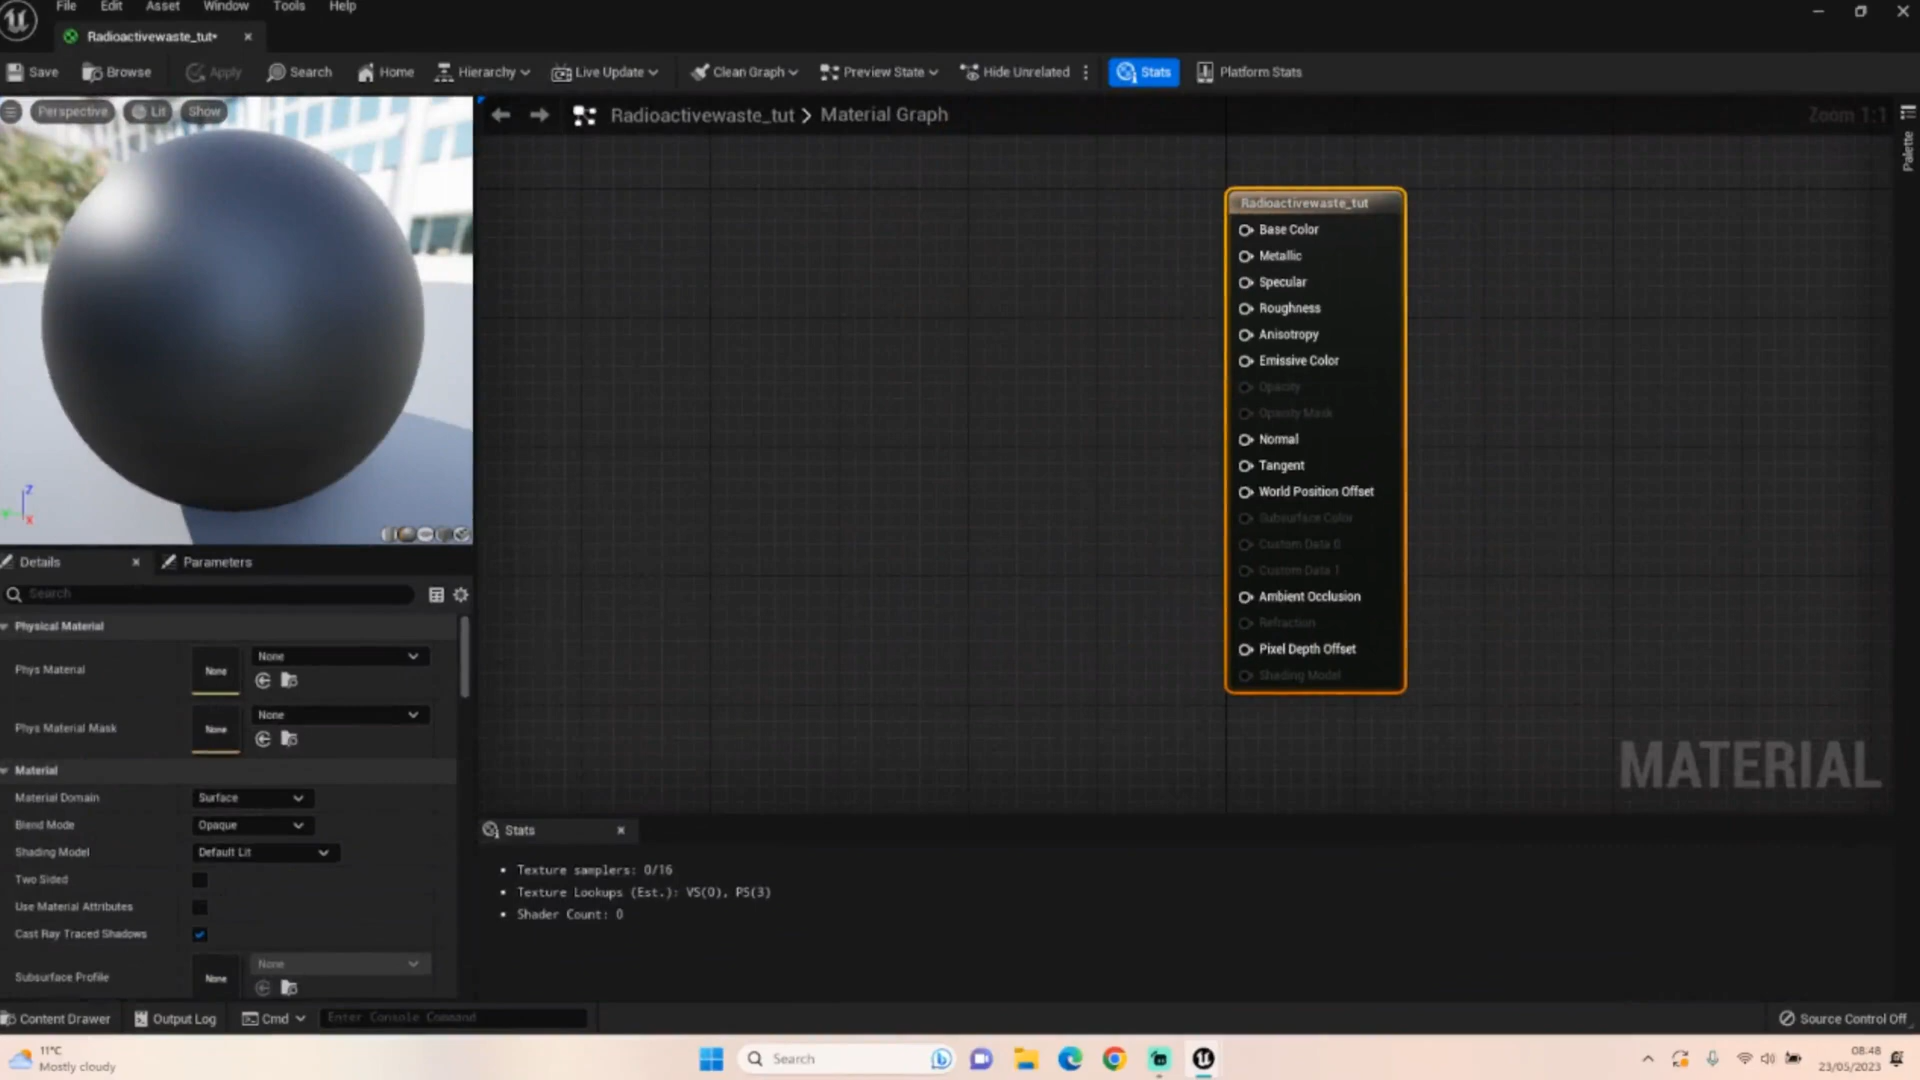 File Edit Asset Window Tools Help
Radioactivewaste_tut*
Save Browse Apply Search Home Hierarchy Live Update Clean Graph Preview State Hide Unrelated Stats Platform Stats
Perspective Lit Show
Radioactivewaste_tut > Material Graph
Zoom 1:1
Palette
Radioactivewaste_tut
Base Color
Metallic
Specular
Roughness
Anisotropy
Emissive Color
Opacity
Opacity Mask
Normal
Tangent
World Position Offset
Subsurface Color
Custom Data 0
Custom Data 1
Ambient Occlusion
Refraction
Pixel Depth Offset
Shading Model
MATERIAL
Z
X
Details Parameters
Search
Physical Material
Phys Material None None
Phys Material Mask None None
Material
Material Domain Surface
Blend Mode Opaque
Shading Model Default Lit
Two Sided
Use Material Attributes
Cast Ray Traced Shadows
Subsurface Profile None None
Stats
• Texture samplers: 0/16
• Texture Lookups (Est.): VS(0), PS(3)
• Shader Count: 0
Content Drawer Output Log Cmd Enter Console Command Source Control Off
11°C
Mostly cloudy
Search
08:48
23/05/2023